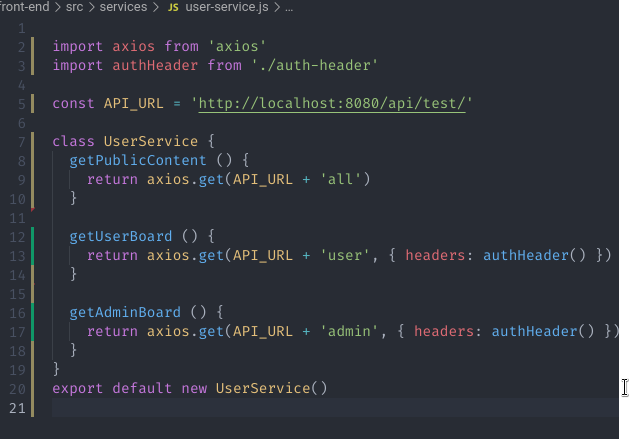 front-end > src > services > JS user-service.js > ...
1
2 import axios from 'axios'
3 import authHeader from './auth-header'
4
5 const API_URL = 'http://localhost:8080/api/test/'
6
7 class UserService {
8 getPublicContent () {
9 return axios.get(API_URL + 'all')
10 }
11
12 getUserBoard () {
13 return axios.get(API_URL + 'user', { headers: authHeader() })
14 }
15
16 getAdminBoard () {
17 return axios.get(API_URL + 'admin', { headers: authHeader() })
18 }
19 }
20 export default new UserService()
21